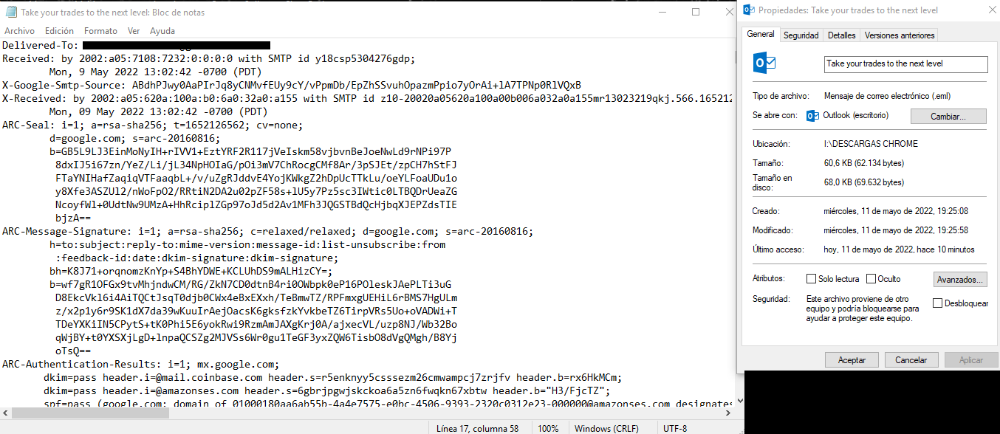 Take your trades to the next level: Bloc de notas
Archivo Edición Formato Ver Ayuda
Delivered-To:
Received: by 2002:a05:7108:7232:0:0:0:0 with SMTP id y18csp5304276gdp;
Mon, 9 May 2022 13:02:42 -0700 (PDT)
X-Google-Smtp-Source: ABdhPJwy0AaPIrJq8yCNMvfEUy9cY/vPpmDb/EpZhSSvuhOpazmPpio7yOrAi+lA7TPNp0RlVQxB
X-Received: by 2002:a05:620a:100a:b0:6a0:32a0:a155 with SMTP id z10-20020a05620a100a00b006a032a0a155mr13023219qkj.566.165212
Mon, 09 May 2022 13:02:42 -0700 (PDT)
ARC-Seal: i=1; a=rsa-sha256; t=1652126562; cv=none;
d=google.com; s=arc-20160816;
b=GB5L9LJ3EinMoNyIH+rIVV1+EztYRF2R117jVeIskm58vjbvnBeJoeNwLd9rNPi97P
8dxIJ5i67zn/YeZ/Li/jL34NpHOIaG/pOi3mV7ChRocgCMf8Ar/3pSJEt/zpCH7hStFJ
FTaYNIHafZaqiqVTFaaqbL+/v/uZgRJddvE4YojKWkgZ2hDpUcTTkLu/oeYLFoaUDu1o
y8Xfe3ASZUl2/nWoFpO2/RRtiN2DA2u02pZF58s+lU5y7Pz5sc3IWtic0LTBQDrUeaZG
NcoyfWl+0UdtNw9UMzA+HhRciplZGp97oJd5d2Av1MFh3JQGSTBdQcHjbqXJEPZdsTIE
bjzA==
ARC-Message-Signature: i=1; a=rsa-sha256; c=relaxed/relaxed; d=google.com; s=arc-20160816;
h=to:subject:reply-to:mime-version:message-id:list-unsubscribe:from
:feedback-id:date:dkim-signature:dkim-signature;
bh=K8J71+orqnomzKnYp+S4BhYDWE+KCLUhDS9mALHizCY=;
b=wf7gR1OFGx9tvMhjndwCM/RG/ZkN7CD0dtnB4ri0OWbpk0eP16POleskJAePLTi3uG
D8EkcVkl6i4AiTQCtJsqT0djb0CWx4eBxEXxh/TeBmwTZ/RPFmxgUEHiL6rBMS7HgULm
z/x2p1y6r9SK1dX7da39wKuuIrAejOacsK6gksfzkYvkbeTZ6TirpVRs5Uo+oVADWi+T
TDeYXKiIN5CPytS+tK0Phi5E6yokRwi9RzmAmJAXgKrj0A/ajxecVL/uzp8NJ/Wb32Bo
qWjBY+t0YXSXjLgD+lnpaQCSZg2MJVSs6Wr0gu1TeGF3yxZQW6TisbO8dVgQMgh/B8Yj
oTsQ==
ARC-Authentication-Results: i=1; mx.google.com;
dkim=pass header.i=@mail.coinbase.com header.s=r5enknyy5csssezm26cmwampcj7zrjfv header.b=rx6HkMCm;
dkim=pass header.i=@amazonses.com header.s=6gbrjpgwjskckoa6a5zn6fwqkn67xbtw header.b="H3/FjcTZ";
spf=pass (google.com: domain of 01000180aa6ab55b-4a4e7575-e0bc-4506-9393-2320c0312e23-000000@amazonses.com designate
Línea 17, columna 58 100% Windows (CRLF) UTF-8
Propiedades: Take your trades to the next level
General Seguridad Detalles Versiones anteriores
Take your trades to the next level
Tipo de archivo: Mensaje de correo electrónico (.eml)
Se abre con: Outlook (escritorio) Cambiar...
Ubicación: I:\DESCARGAS CHROME
Tamaño: 60,6 KB (62.134 bytes)
Tamaño en
disco: 68,0 KB (69.632 bytes)
Creado: miércoles, 11 de mayo de 2022, 19:25:08
Modificado: miércoles, 11 de mayo de 2022, 19:25:58
Último acceso: hoy, 11 de mayo de 2022, hace 10 minutos
Atributos: Solo lectura Oculto Avanzados...
Seguridad: Este archivo proviene de otro
equipo y podría bloquearse para
ayudar a proteger este equipo.
Desbloquear
Aceptar Cancelar Aplicar